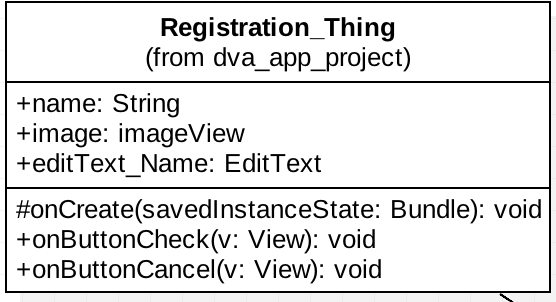 Registration_Thing
(from dva_app_project)
+name: String
+image: imageView
+editText_Name: EditText
#onCreate(savedInstanceState: Bundle): void
+onButtonCheck(v: View): void
+onButtonCancel(v: View): void